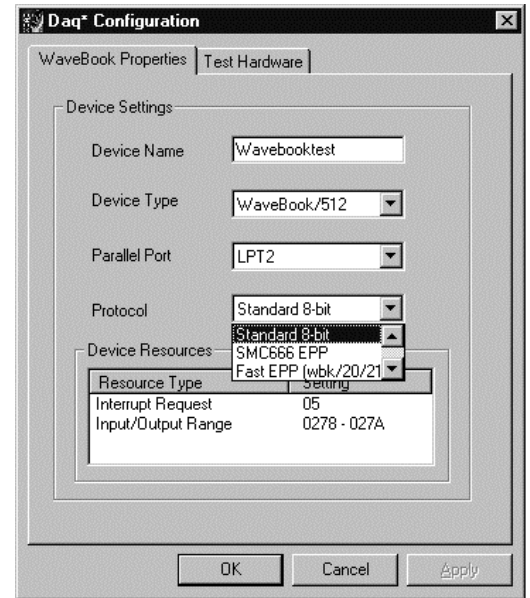 Daq* Configuration
WaveBook Properties
Test Hardware
Device Settings
Device Name
Wavebooktest
Device Type
WaveBook/512
Parallel Port
LPT2
Protocol
Standard 8-bit
Standard 8-bit
SMC666 EPP
Fast EPP (wbk/20/21
Device Resources
Resource Type Setting
Interrupt Request 05
Input/Output Range 0278 - 027A
OK
Cancel
Apply